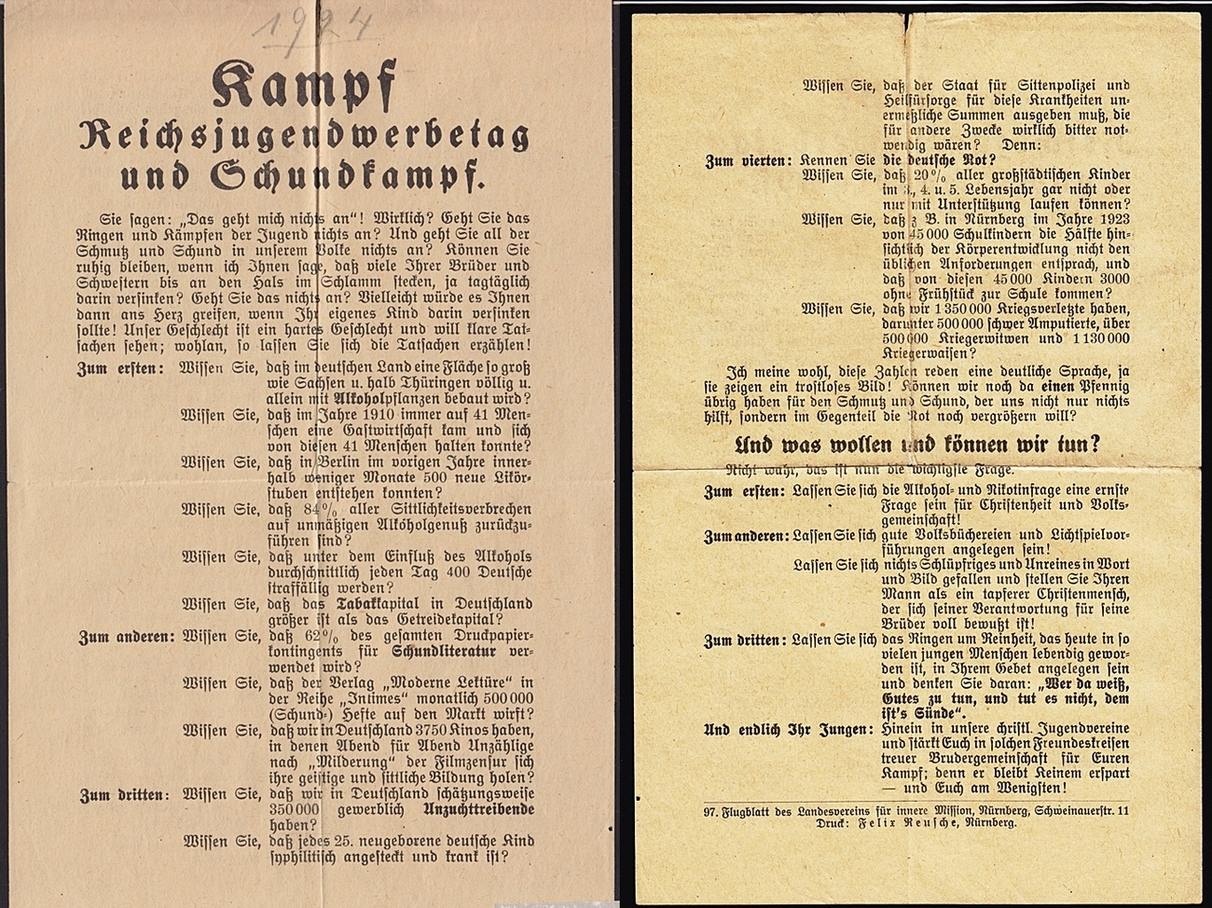 1924
Kampf
Reichsjugendwerbetag
und Schundkampf.
Sie sagen: „Das geht mich nichts an“! Wirklich? Geht Sie das
Ringen und Kämpfen der Jugend nichts an? Und geht Sie all der
Schmutz und Schund in unserem Volke nichts an? Können Sie
ruhig bleiben, wenn ich Ihnen sage, daß viele Ihrer Brüder und
Schwestern bis an den Hals im Schlamm stecken, ja tagtäglich
darin versinken? Geht Sie das nichts an? Vielleicht würde es Ihnen
dann ans Herz greifen, wenn Ihr eigenes Kind darin versinken
sollte! Unser Geschlecht ist ein hartes Geschlecht und will klare Tat-
sachen sehen; wohlan, so lassen Sie sich die Tatsachen erzählen!
Zum ersten: Wissen Sie, daß im deutschen Land eine Fläche so groß
wie Sachsen u. halb Thüringen völlig u.
allein mit Alkoholpflanzen bebaut wird?
Wissen Sie, daß im Jahre 1910 immer auf 41 Men-
schen eine Gastwirtschaft kam und sich
von diesen 41 Menschen halten konnte?
Wissen Sie, daß in Berlin im vorigen Jahre inner-
halb weniger Monate 500 neue Likör-
stuben entstehen konnten?
Wissen Sie, daß 84% aller Sittlichkeitsverbrechen
auf unmäßigen Alkoholgenuß zurückzu-
führen sind?
Wissen Sie, daß unter dem Einfluß des Alkohols
durchschnittlich jeden Tag 400 Deutsche
straffällig werden?
Wissen Sie, daß das Tabakkapital in Deutschland
größer ist als das Getreidekapital?
Zum anderen: Wissen Sie, daß 62% des gesamten Druckpapier-
kontingents für Schundliteratur ver-
wendet wird?
Wissen Sie, daß der Verlag „Moderne Lektüre“ in
der Reihe „Intimes“ monatlich 500 000
(Schund-) Hefte auf den Markt wirft?
Wissen Sie, daß wir in Deutschland 3750 Kinos haben,
in denen Abend für Abend Unzählige
nach „Milderung“ der Filmzensur sich
ihre geistige und sittliche Bildung holen?
Zum dritten: Wissen Sie, daß wir in Deutschland schätzungsweise
350 000 gewerblich Unzuchttreibende
haben?
Wissen Sie, daß jedes 25. neugeborene deutsche Kind
syphilitisch angesteckt und krank ist?
Wissen Sie, daß der Staat für Sittenpolizei und
Heilfürsorge für diese Krankheiten un-
ermeßliche Summen ausgeben muß, die
für andere Zwecke wirklich bitter not-
wendig wären? Denn:
Zum vierten: Kennen Sie die deutsche Not?
Wissen Sie, daß 20% aller großstädtischen Kinder
im 3., 4. u. 5. Lebensjahr gar nicht oder
nur mit Unterstützung laufen können?
Wissen Sie, daß z B. in Nürnberg im Jahre 1923
von 45 000 Schulkindern die Hälfte hin-
sichtlich der Körperentwicklung nicht den
üblichen Anforderungen entsprach, und
daß von diesen 45 000 Kindern 3000
ohne Frühstück zur Schule kommen?
Wissen Sie, daß wir 1 350 000 Kriegsverletzte haben,
darunter 500 000 schwer Amputierte, über
500 000 Kriegerwitwen und 1 130 000
Kriegerwaisen?
Ich meine wohl, diese Zahlen reden eine deutliche Sprache, ja
sie zeigen ein trostloses Bild! Können wir noch da einen Pfennig
übrig haben für den Schmutz und Schund, der uns nicht nur nichts
hilft, sondern im Gegenteil die Not noch vergrößern will?
Und was wollen und können wir tun?
Nicht wahr, das ist nun die wichtigste Frage.
Zum ersten: Lassen Sie sich die Alkohol- und Nikotinfrage eine ernste
Frage sein für Christenheit und Volks-
gemeinschaft!
Zum anderen: Lassen Sie sich gute Volksbüchereien und Lichtspielvor-
führungen angelegen sein!
Lassen Sie sich nichts Schlüpfriges und Unreines in Wort
und Bild gefallen und stellen Sie Ihren
Mann als ein tapferer Christenmensch,
der sich seiner Verantwortung für seine
Brüder voll bewußt ist!
Zum dritten: Lassen Sie sich das Ringen um Reinheit, das heute in so
vielen jungen Menschen lebendig gewor-
den ist, in Ihrem Gebet angelegen sein
und denken Sie daran: „Wer da weiß,
Gutes zu tun, und tut es nicht, dem
ist's Sünde“.
Und endlich Ihr Jungen: Hinein in unsere christl. Jugendvereine
und stärkt Euch in solchen Freundeskreisen
treuer Brudergemeinschaft für Euren
Kampf; denn er bleibt Keinem erspart
— und Euch am Wenigsten!
97. Flugblatt des Landesvereins für innere Mission, Nürnberg, Schweinauerstr. 11
Druck: Felix Reusche, Nürnberg.